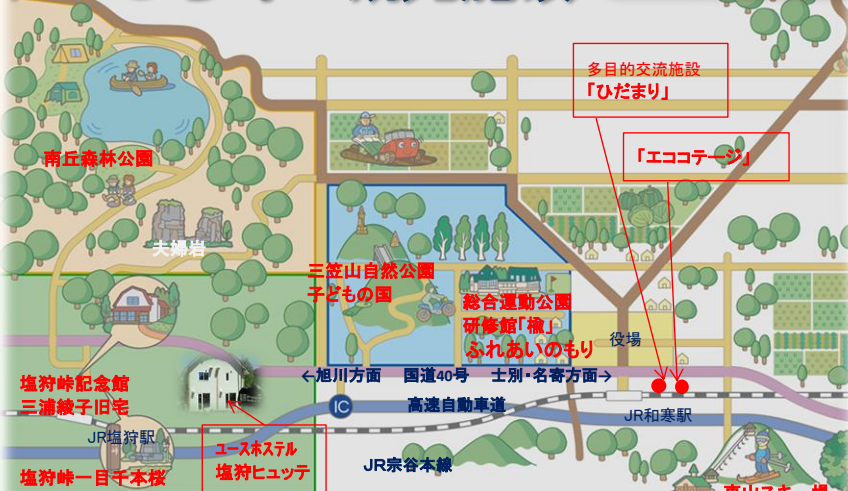 多目的交流施設
「ひだまり」
「エココテージ」
南丘森林公園
夫婦岩
三笠山自然公園
子どもの国
総合運動公園
研修館「楡」
ふれあいのもり
役場
←旭川方面 国道40号 士別・名寄方面→
塩狩峠記念館
三浦綾子旧宅
IC
高速自動車道
JR和寒駅
JR塩狩駅
ユースホステル
塩狩ヒュッテ
JR宗谷本線
塩狩峠一目千本桜